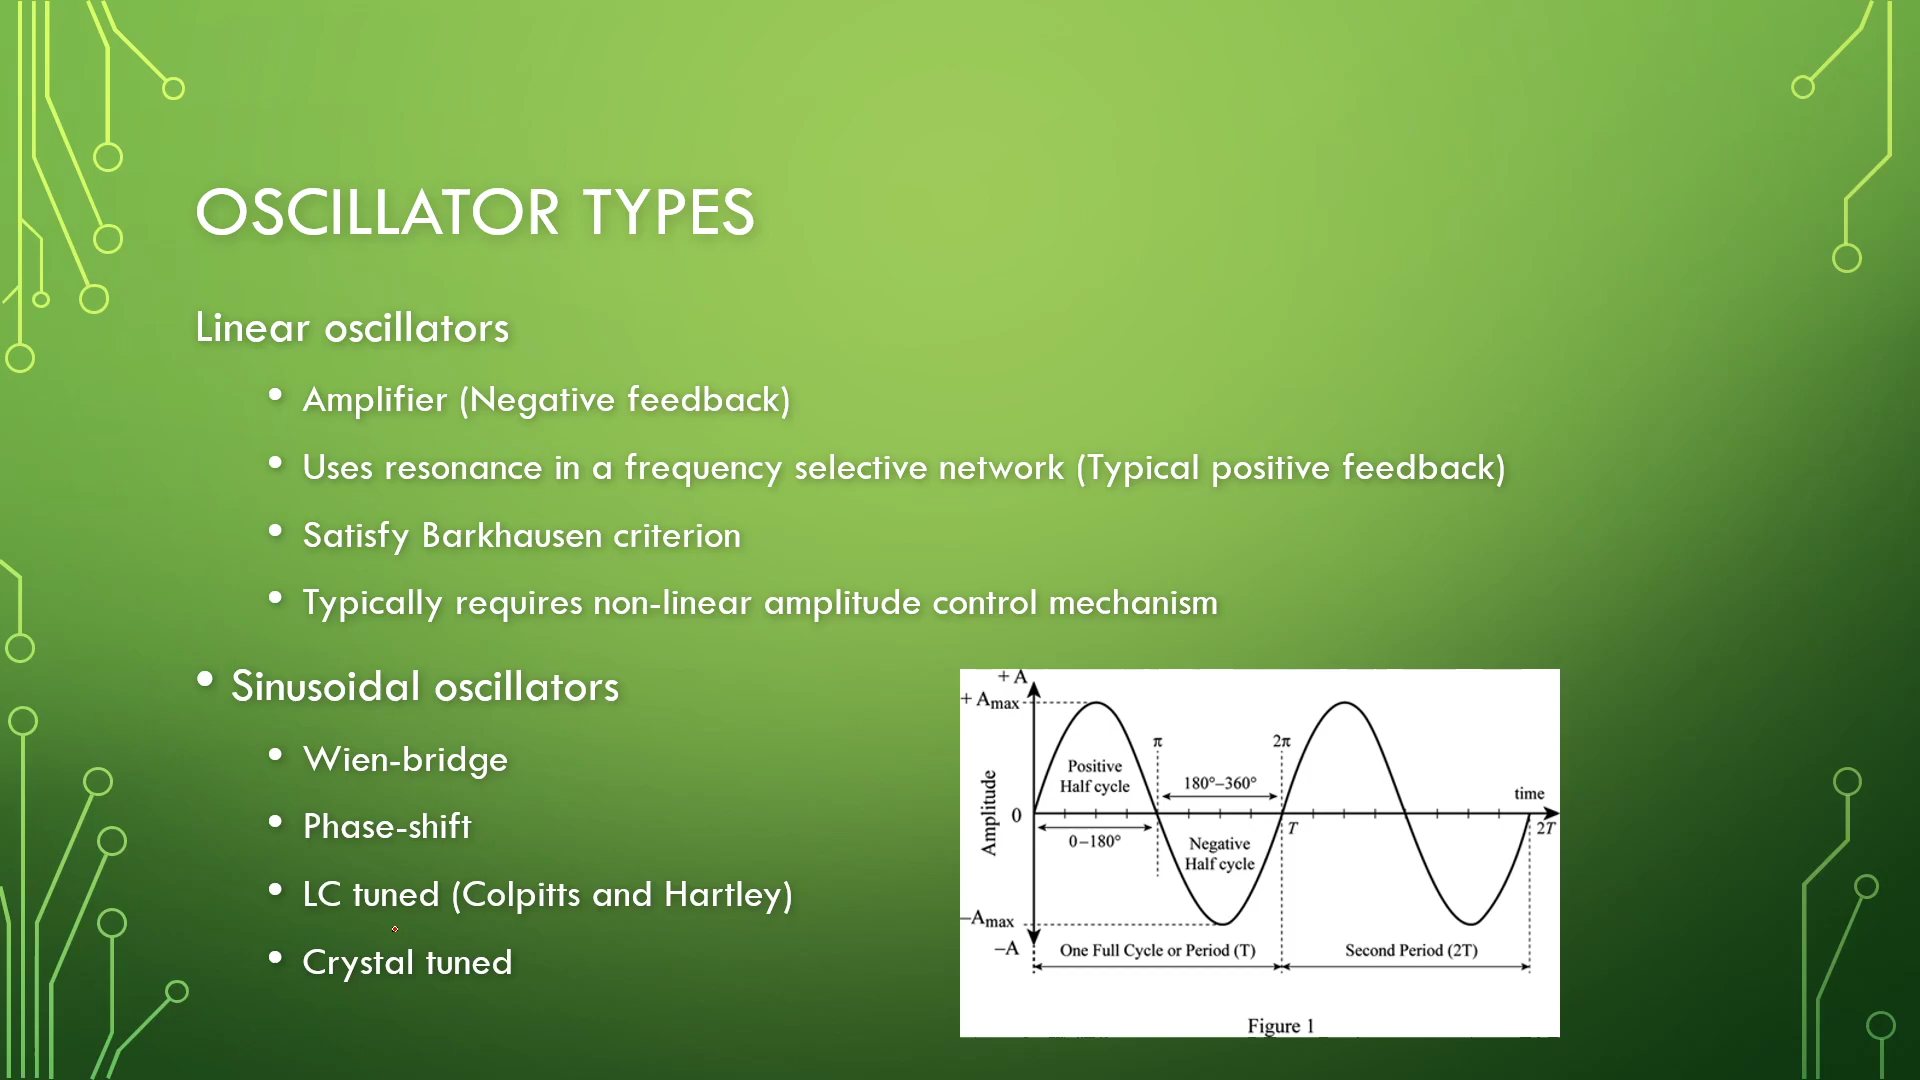 OSCILLATOR TYPES
Linear oscillators
• Amplifier (Negative feedback)
• Uses resonance in a frequency selective network (Typical positive feedback)
• Satisfy Barkhausen criterion
• Typically requires non-linear amplitude control mechanism
• Sinusoidal oscillators
• Wien-bridge
• Phase-shift
• LC tuned (Colpitts and Hartley)
• Crystal tuned
+ A
+ Amax
π
2π
Positive
Half cycle
180°–360°
time
Amplitude
0
T
2T
0–180°
Negative
Half cycle
–Amax
–A
One Full Cycle or Period (T)
Second Period (2T)
Figure 1